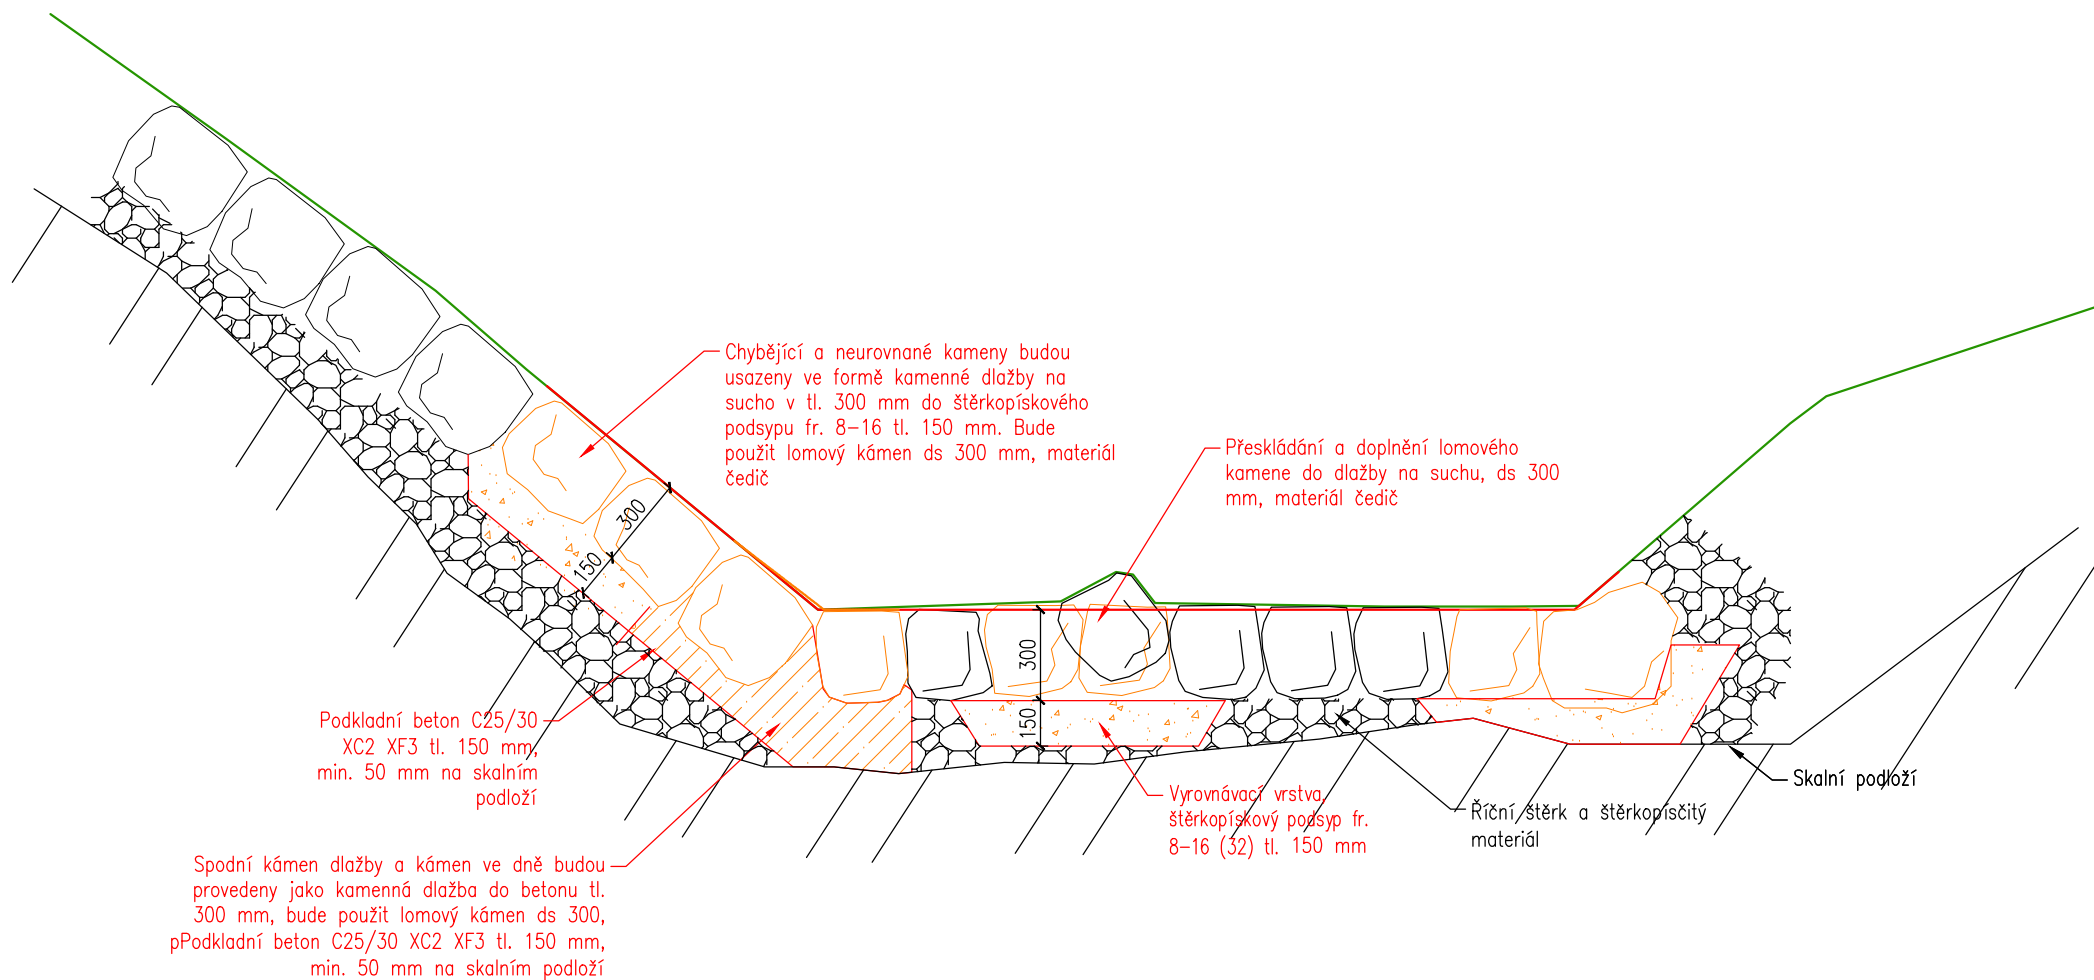 Chybějící a neurovnané kameny budou
usazeny ve formě kamenné dlažby na
sucho v tl. 300 mm do štěrkopískového
podsypu fr. 8-16 tl. 150 mm. Bude
použit lomový kámen ds 300 mm, materiál
čedič
Přeskládání a doplnění lomového
kamene do dlažby na suchu, ds 300
mm, materiál čedič
300
150
300
150
Podkladní beton C25/30
XC2 XF3 tl. 150 mm,
min. 50 mm na skalním
podloží
Skalní podloží
Vyrovnávací vrstva,
štěrkopískový podsyp fr.
8-16 (32) tl. 150 mm
Říční štěrk a štěrkopísčitý
materiál
Spodní kámen dlažby a kámen ve dně budou
provedeny jako kamenná dlažba do betonu tl.
300 mm, bude použit lomový kámen ds 300,
pPodkladní beton C25/30 XC2 XF3 tl. 150 mm,
min. 50 mm na skalním podloží